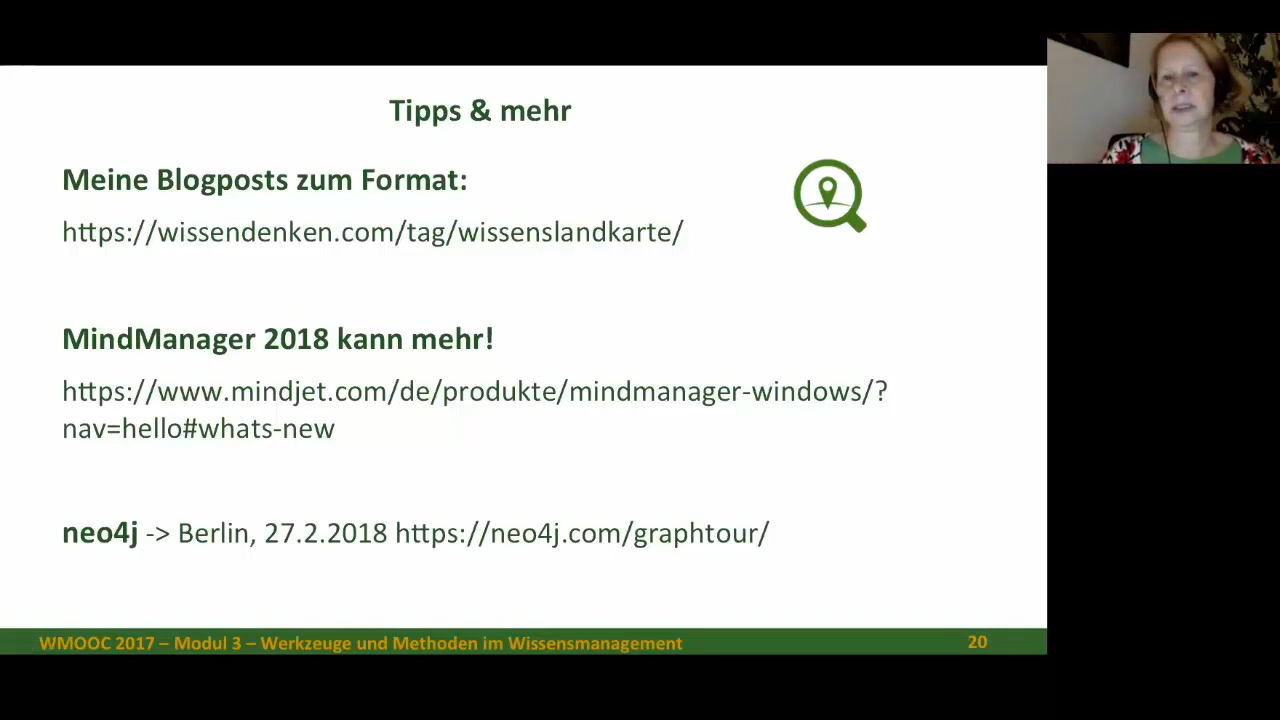 Tipps & mehr
Meine Blogposts zum Format:
https://wissendenken.com/tag/wissenslandkarte/
MindManager 2018 kann mehr!
https://www.mindjet.com/de/produkte/mindmanager-windows/?
nav=hello#whats-new
neo4j -> Berlin, 27.2.2018 https://neo4j.com/graphtour/
WMOOC 2017 – Modul 3 – Werkzeuge und Methoden im Wissensmanagement 20